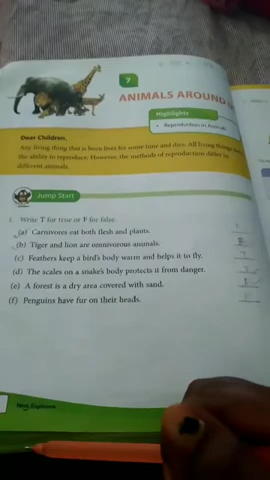 7
ANIMALS AROUND
Highlights
• Reproduction in Animals
Dear Children,
Any living thing that is born lives for some time and dies. All living things
the ability to reproduce. However, the methods of reproduction differ in
different animals.
Jump Start
1. Write T for true or F for false.
(a) Carnivores eat both flesh and plants.
(b) Tiger and lion are omnivorous animals.
(c) Feathers keep a bird's body warm and helps it to fly.
(d) The scales on a snake's body protects it from danger.
(e) A forest is a dry area covered with sand.
(f) Penguins have fur on their heads.